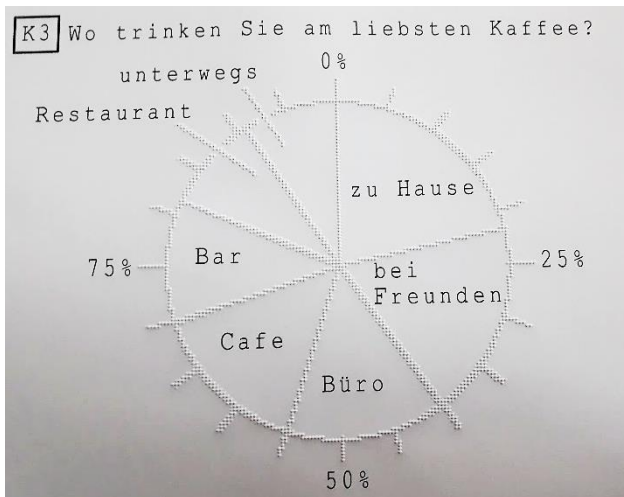 K3 Wo trinken Sie am liebsten Kaffee?
unterwegs
0%
Restaurant
zu Hause
75%
Bar
bei
25%
Freunden
Cafe
Büro
50%